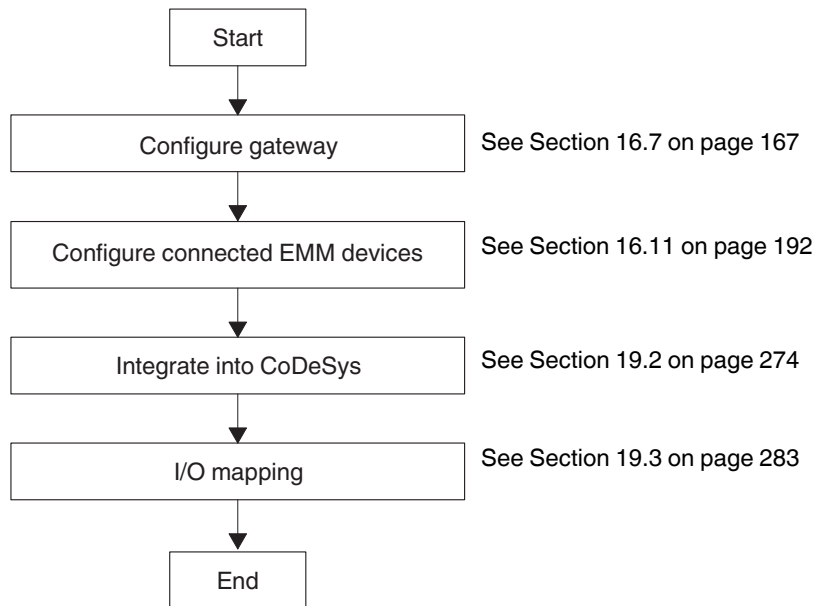 Start
Configure gateway
See Section 16.7 on page 167
Configure connected EMM devices
See Section 16.11 on page 192
Integrate into CoDeSys
See Section 19.2 on page 274
I/O mapping
See Section 19.3 on page 283
End